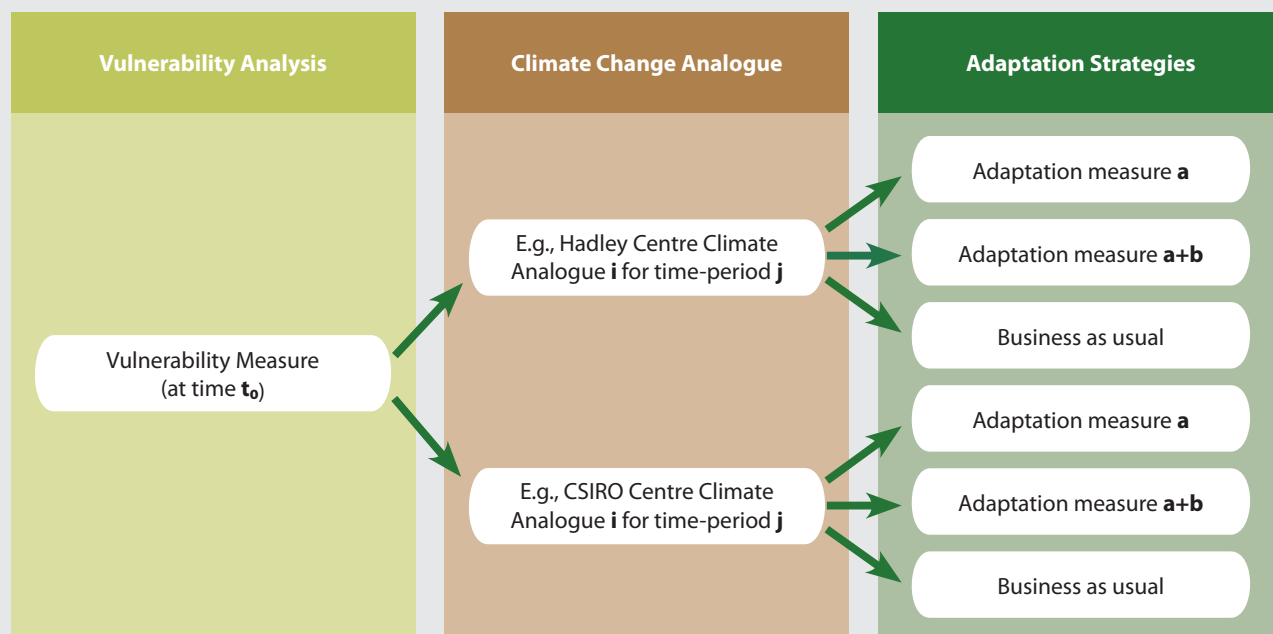 Vulnerability Analysis
Climate Change Analogue
Adaptation Strategies
Vulnerability Measure
(at time t₀)
E.g., Hadley Centre Climate
Analogue i for time-period j
E.g., CSIRO Centre Climate
Analogue i for time-period j
Adaptation measure a
Adaptation measure a+b
Business as usual
Adaptation measure a
Adaptation measure a+b
Business as usual